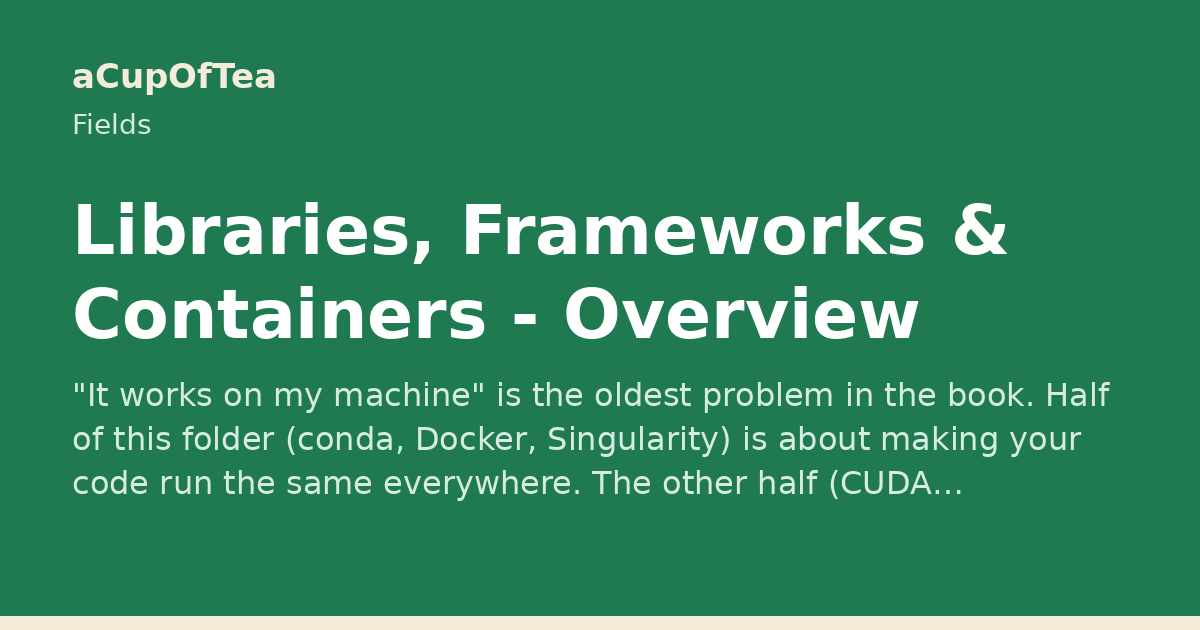 aCupOfTea
Fields
Libraries, Frameworks &
Containers - Overview
"It works on my machine" is the oldest problem in the book. Half
of this folder (conda, Docker, Singularity) is about making your
code run the same everywhere. The other half (CUDA…